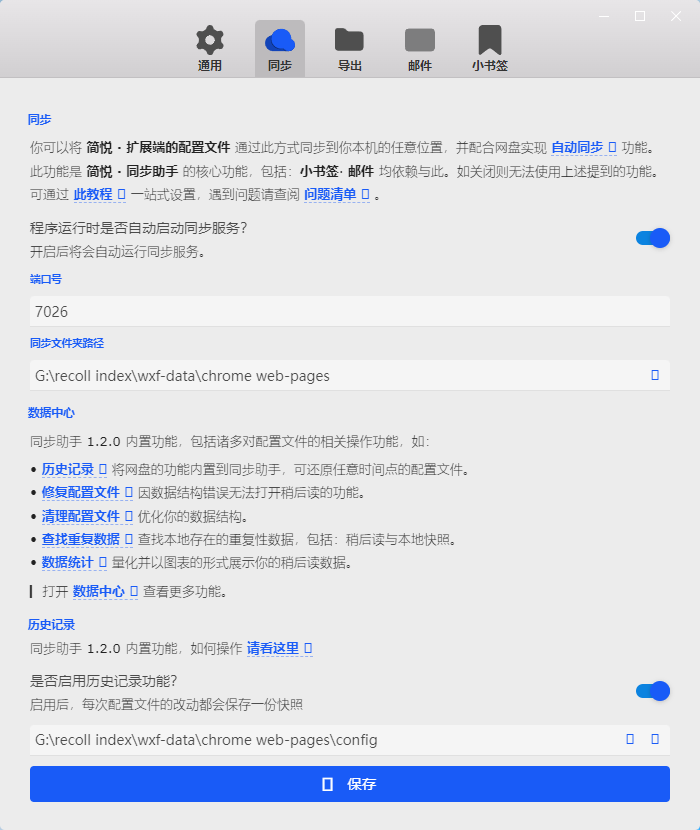 通用 同步 导出 邮件 小书签
同步
你可以将 简悦 · 扩展端的配置文件 通过此方式同步到你本机的任意位置，并配合网盘实现 自动同步 功能。
此功能是 简悦 · 同步助手 的核心功能，包括：小书签· 邮件 均依赖与此。如关闭则无法使用上述提到的功能。
可通过 此教程 一站式设置，遇到问题请查阅 问题清单 。
程序运行时是否自动启动同步服务？
开启后将会自动运行同步服务。
端口号
7026
同步文件夹路径
G:\recoll index\wxf-data\chrome web-pages
数据中心
同步助手 1.2.0 内置功能，包括诸多对配置文件的相关操作功能，如：
• 历史记录 将网盘的功能内置到同步助手，可还原任意时间点的配置文件。
• 修复配置文件 因数据结构错误无法打开稍后读的功能。
• 清理配置文件 优化你的数据结构。
• 查找重复数据 查找本地存在的重复性数据，包括：稍后读与本地快照。
• 数据统计 量化并以图表的形式展示你的稍后读数据。
打开 数据中心 查看更多功能。
历史记录
同步助手 1.2.0 内置功能，如何操作 请看这里
是否启用历史记录功能？
启用后，每次配置文件的改动都会保存一份快照
G:\recoll index\wxf-data\chrome web-pages\config
保存